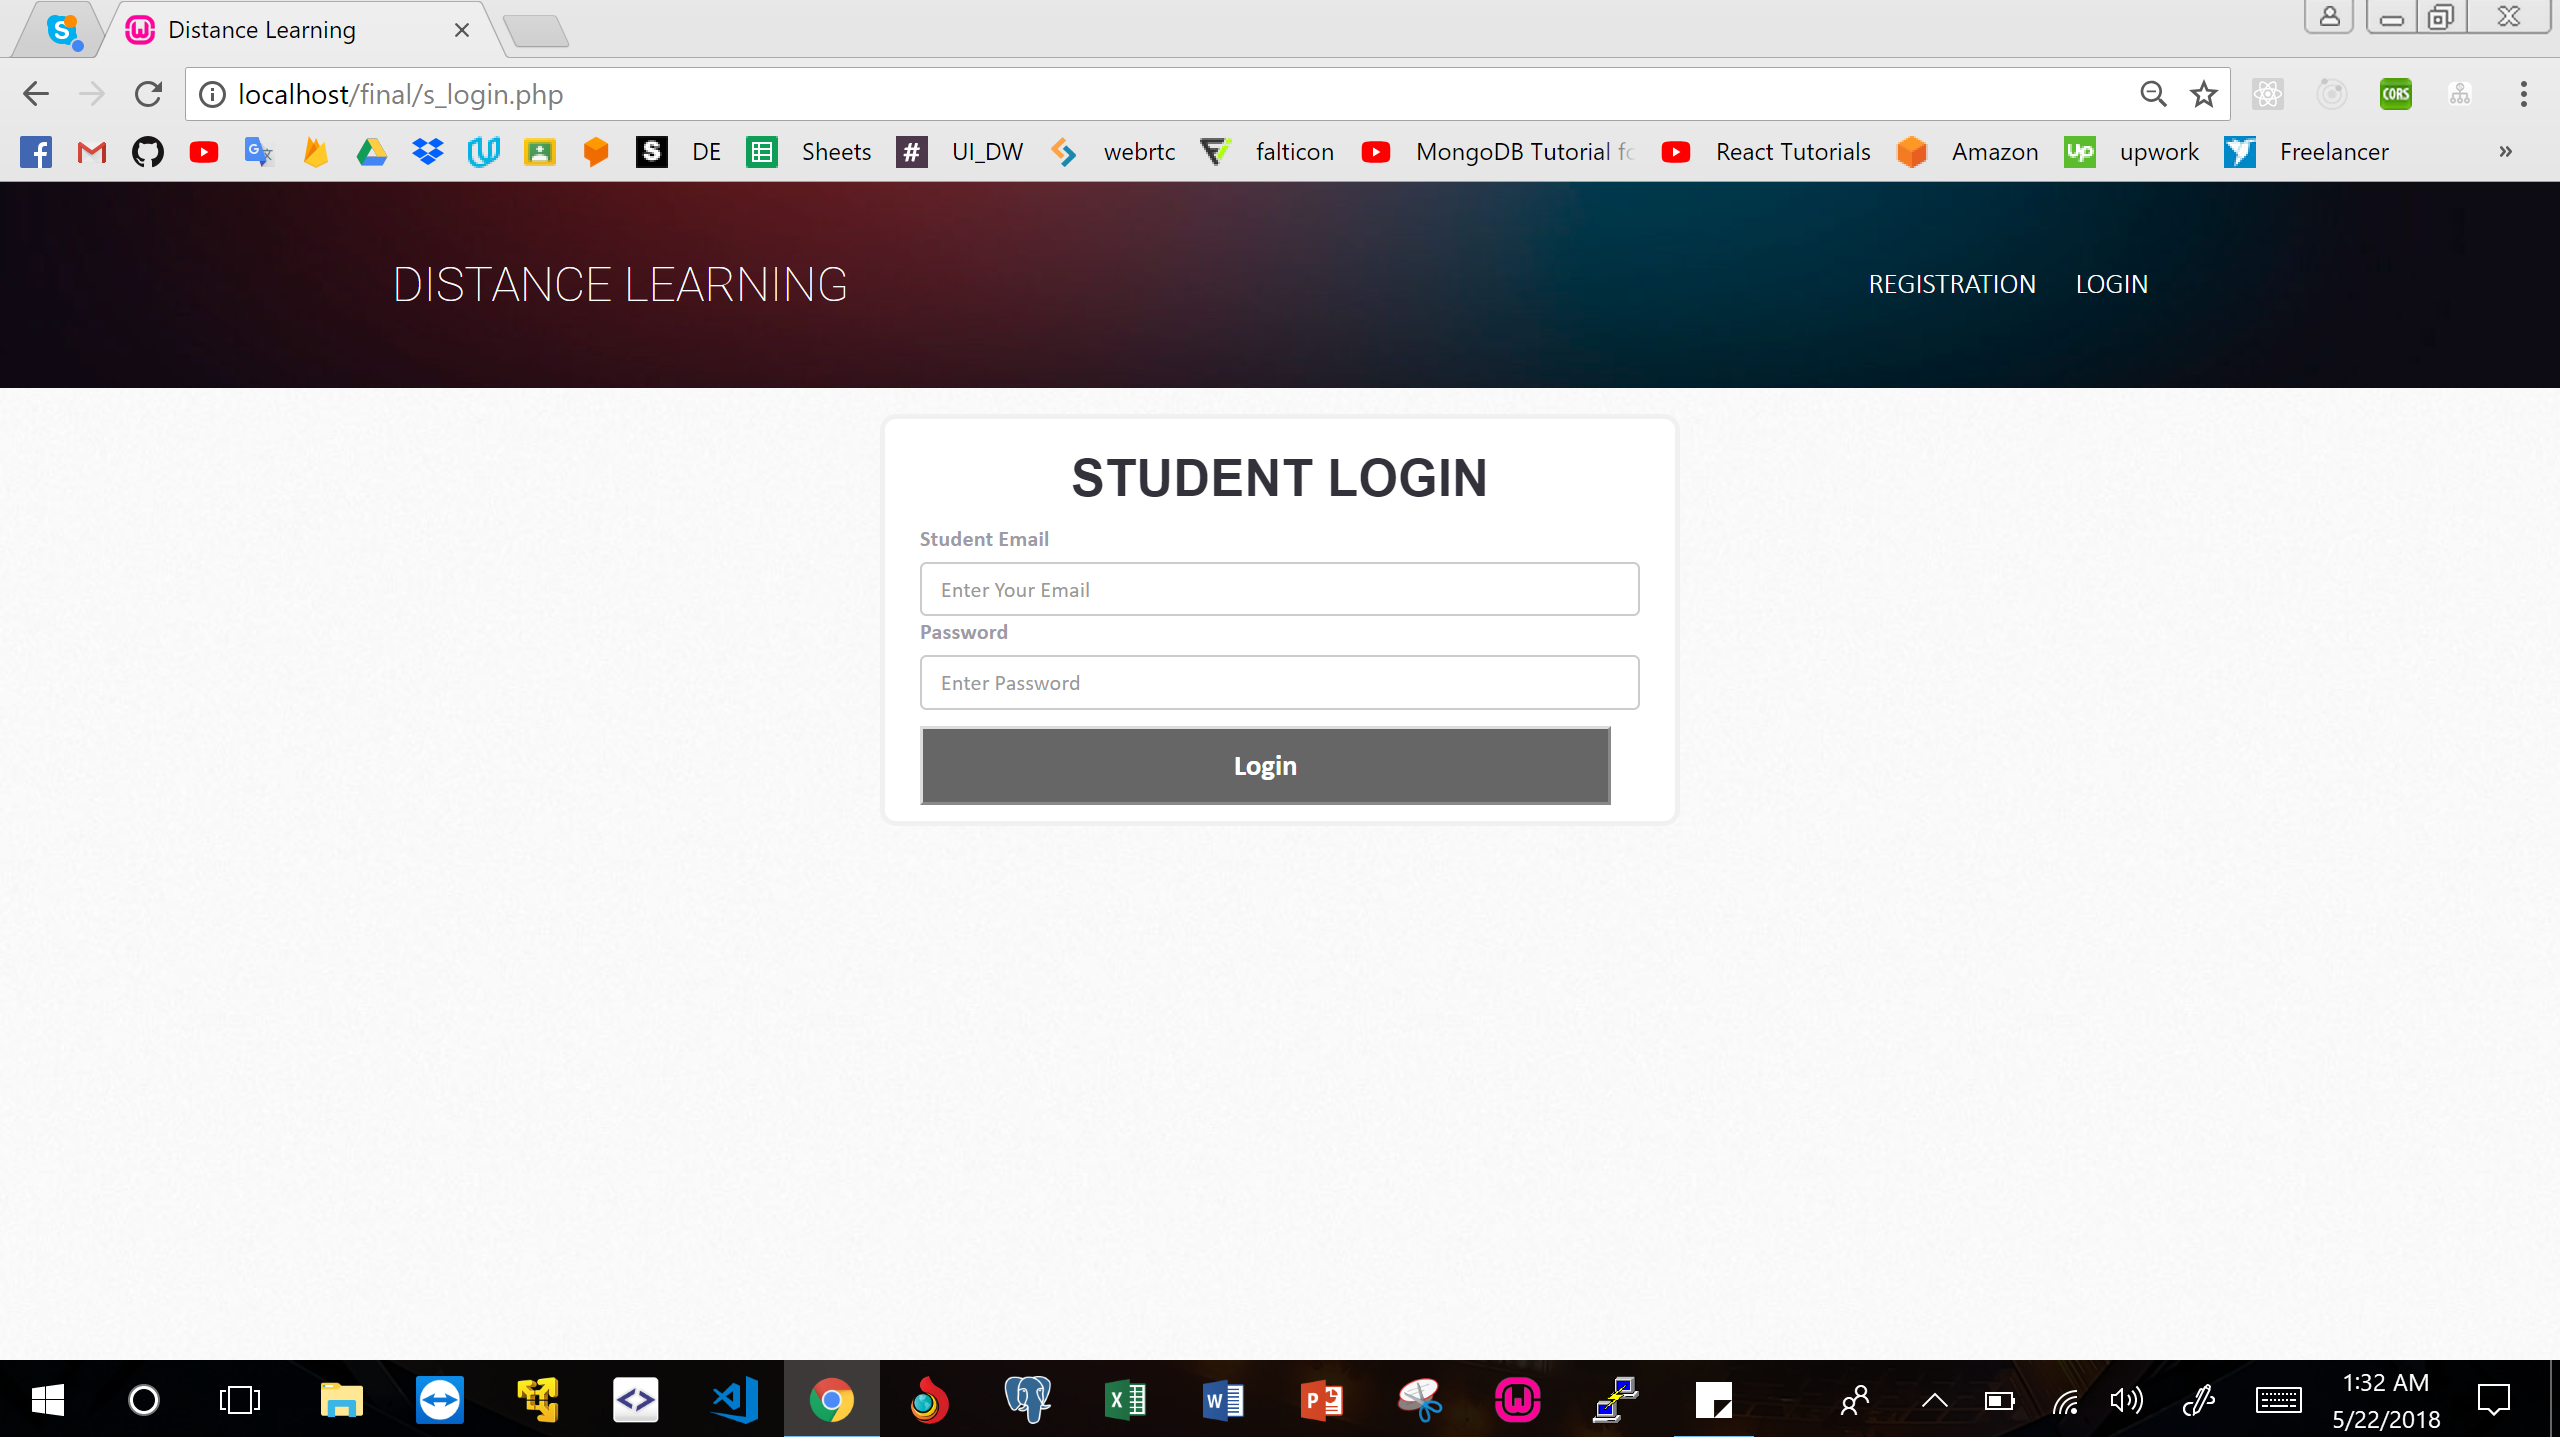 Distance Learning
localhost/final/s_login.php
CORS
DE Sheets UI_DW webrtc falticon MongoDB Tutorial fo React Tutorials Amazon upwork Freelancer »
DISTANCE LEARNING
REGISTRATION LOGIN
STUDENT LOGIN
Student Email
Enter Your Email
Password
Enter Password
Login
1:32 AM
5/22/2018